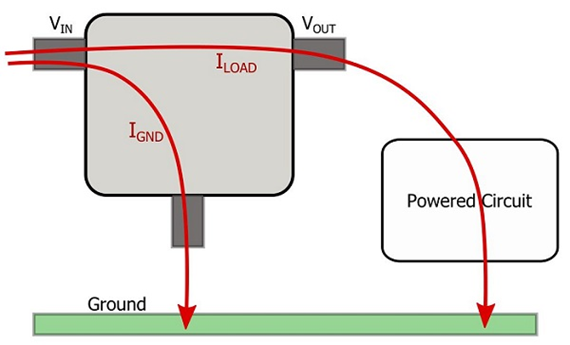 VIN
VOUT
ILOAD
IGND
Powered Circuit
Ground